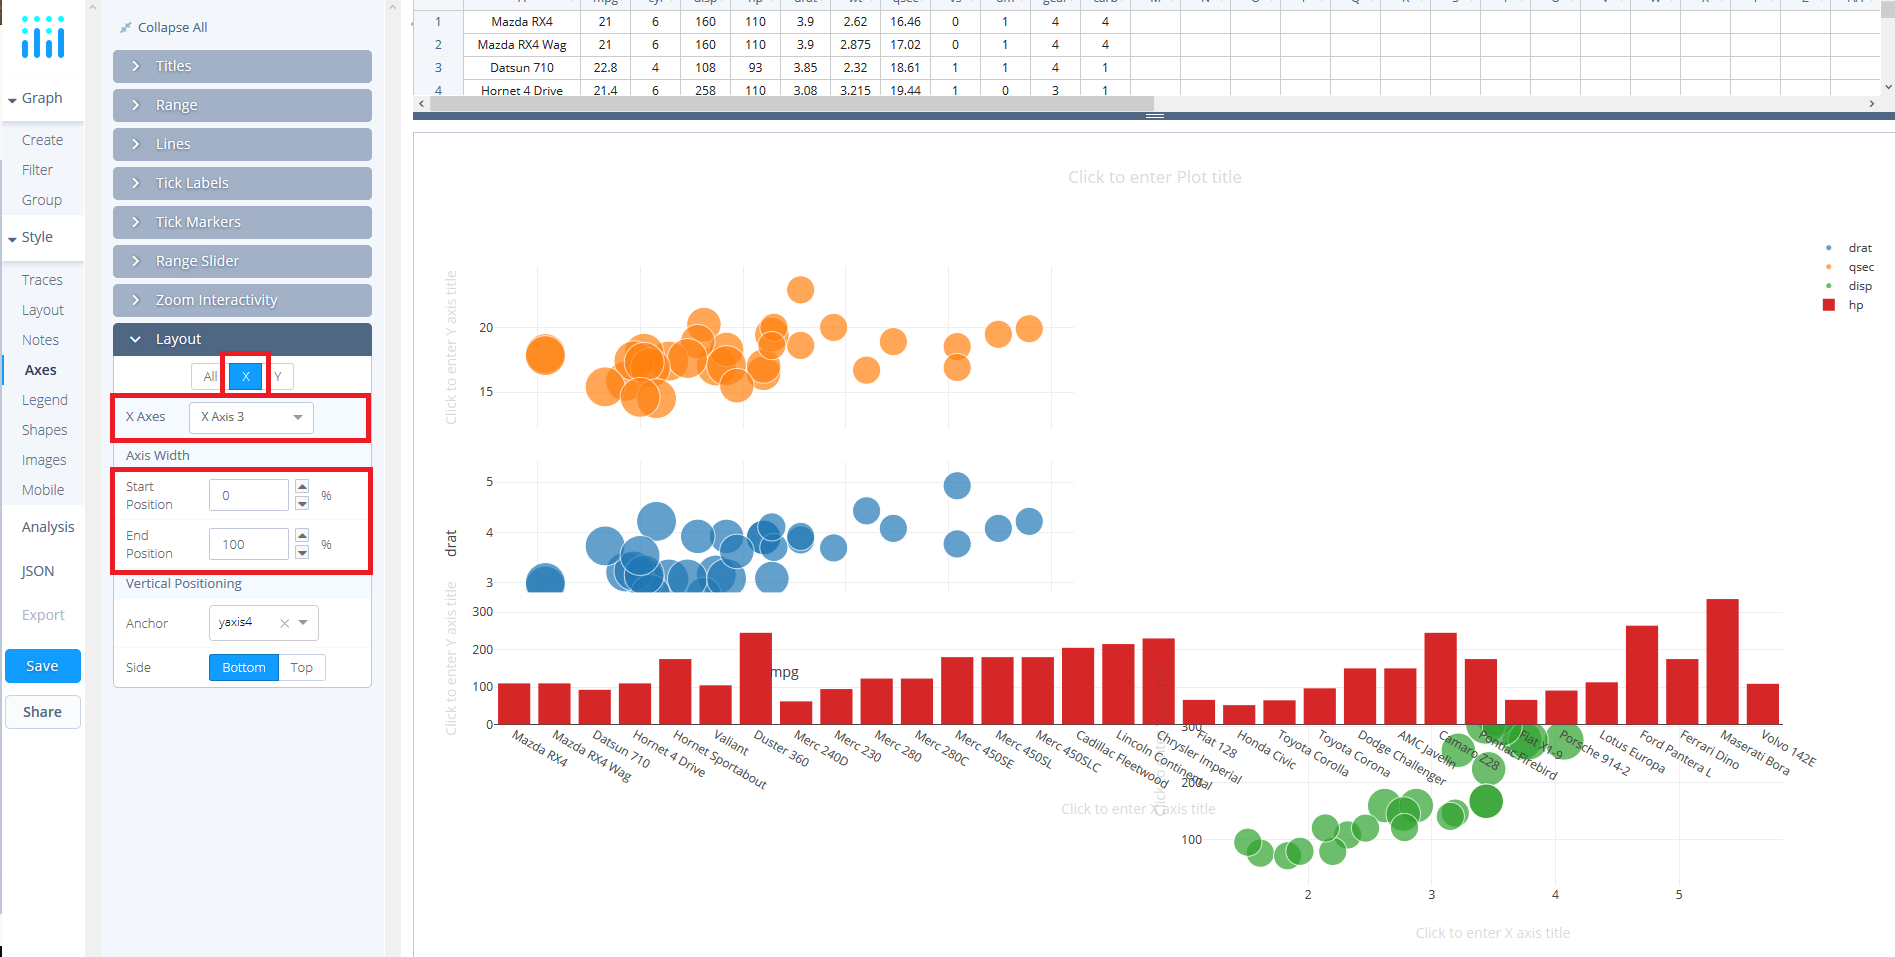 mpg cyl disp hp drat wt qsec vs am gear carb
1 Mazda RX4 21 6 160 110 3.9 2.62 16.46 0 1 4 4
2 Mazda RX4 Wag 21 6 160 110 3.9 2.875 17.02 0 1 4 4
3 Datsun 710 22.8 4 108 93 3.85 2.32 18.61 1 1 4 1
4 Hornet 4 Drive 21.4 6 258 110 3.08 3.215 19.44 1 0 3 1
Graph
Create
Filter
Group
Style
Traces
Layout
Notes
Axes
Legend
Shapes
Images
Mobile
Analysis
JSON
Export
Save
Share
Collapse All
Titles
Range
Lines
Tick Labels
Tick Markers
Range Slider
Zoom Interactivity
Layout
All X Y
X Axes X Axis 3
Axis Width
Start
Position
0 %
End
Position
100 %
Vertical Positioning
Anchor yaxis4
Side Bottom Top
Click to enter Plot title
drat
qsec
disp
hp
Click to enter Y axis title
20
15
drat
5
4
3
Click to enter Y axis title
300
200
100
0
mpg
Mazda RX4
Mazda RX4 Wag
Datsun 710
Hornet 4 Drive
Hornet Sportabout
Valiant
Duster 360
Merc 240D
Merc 230
Merc 280
Merc 280C
Merc 450SE
Merc 450SL
Merc 450SLC
Cadillac Fleetwood
Lincoln Continental
Chrysler Imperial
Fiat 128
Honda Civic
Toyota Corolla
Toyota Corona
Dodge Challenger
AMC Javelin
Camaro Z28
Pontiac Firebird
Fiat X1-9
Porsche 914-2
Lotus Europa
Ford Pantera L
Ferrari Dino
Maserati Bora
Volvo 142E
Click to enter X axis title
300
200
100
2 3 4 5
Click to enter X axis title